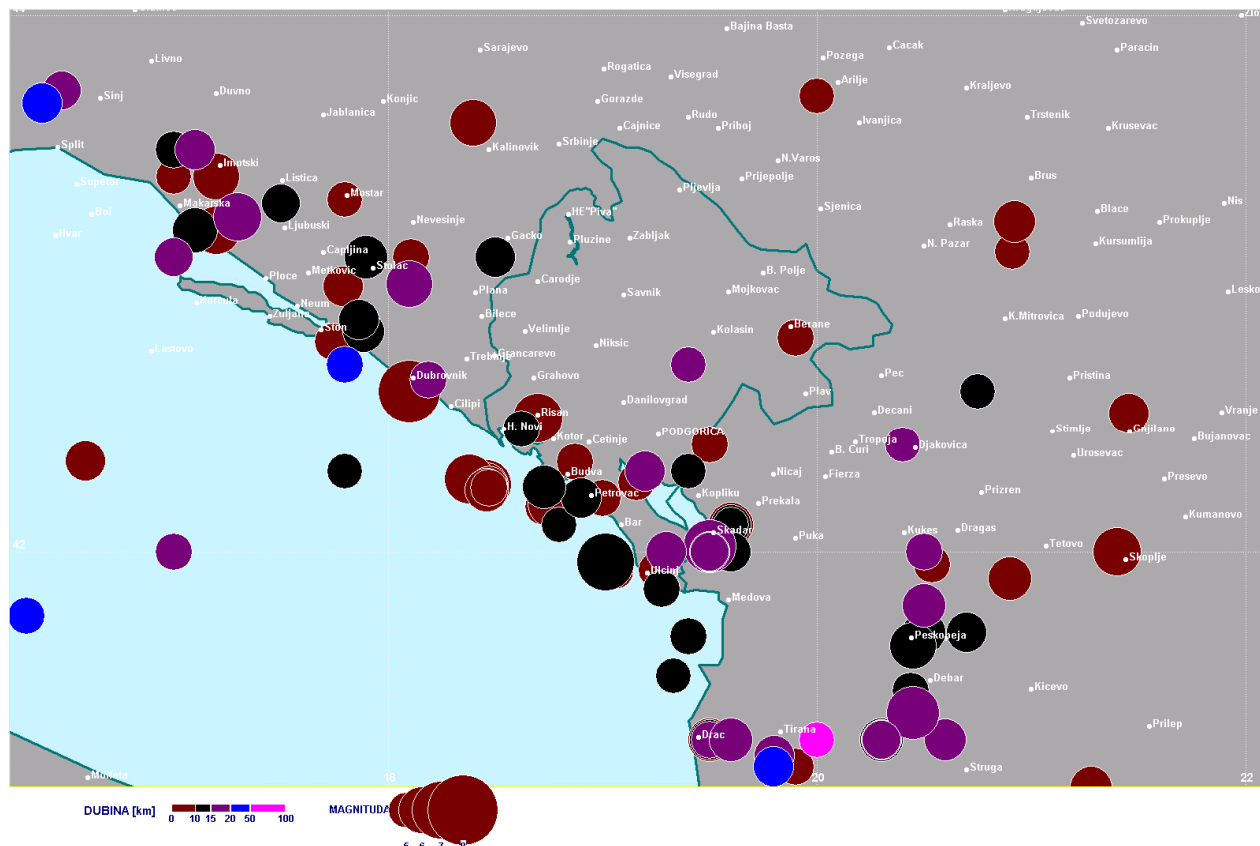 44
Livno
Sarajevo
Bajina Basta
Svetozarevo
Cacak
Paracin
Pozega
Rogatica
Visegrad
Arilje
Kraljevo
Sinj
Duvno
Konjic
Gorazde
Jablanica
Rudo
Trstenik
Cajnice
Priboj
Ivanjica
Krusevac
Split
Kalinovik
Srbinje
Imotski
N.Varos
Supetar
Listica
Prijepolje
Brus
Mostar
Pljevlja
Makarska
Bol
HE"Piva"
Sjenica
Blace
Nis
Hvar
Ljubuski
Nevesinje
Raska
Prokuplje
Gacko
Pluzine
Zabljak
N. Pazar
Kursumlija
Capljina
Stolac
Metkovic
Ploce
Carodje
B. Polje
Plana
Savnik
Mojkovac
Lesko
Korcula
Neum
Zuljana
Bilece
K.Mitrovica
Podujevo
Ston
Velimlje
Kolasin
Berane
Lastovo
Niksic
Trebinje
Grancarevo
Dubrovnik
Grahovo
Pec
Pristina
Plav
Cilipi
Risan
Danilovgrad
Decani
Vranje
H. Novi
Kotor
Cetinje
PODGORICA
Tropoja
Djakovica
Stimlje
Gnjilane
Bujanovac
B. Curi
Urosevac
Budva
Nicaj
Fierza
Presevo
Petrovac
Kopliku
Prekala
Prizren
Bar
Skadar
Puka
Kukes
Dragas
Kumanovo
42
Tetovo
Skoplje
Ulcinj
Medova
Peskopeja
Debar
Kicevo
Drac
Tirana
Prilep
Struga
Molleta
18
20
22
DUBINA [km]
MAGNITUDA
0 10 15 20 50 100
5 6 7 8